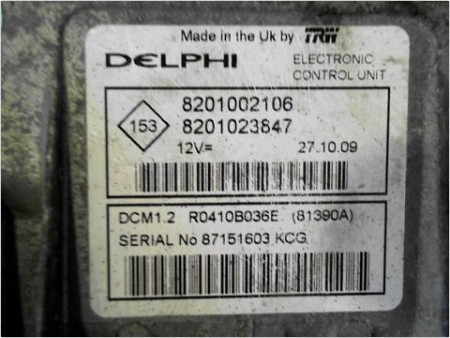 Made in the Uk by TRW
DELPHI ELECTRONIC
CONTROL UNIT
8201002106
153 8201023847
12V= 27.10.09
DCM1.2 R0410B036E (81390A)
SERIAL No 87151603 KCG